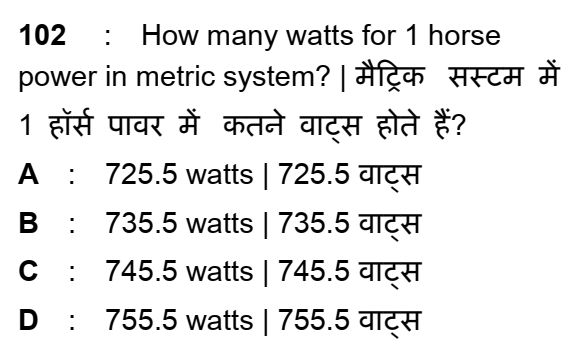 102 : How many watts for 1 horse
power in metric system? | मैट्रिक सस्टम में
1 हॉर्स पावर में कतने वाट्स होते हैं?
A : 725.5 watts | 725.5 वाट्स
B : 735.5 watts | 735.5 वाट्स
C : 745.5 watts | 745.5 वाट्स
D : 755.5 watts | 755.5 वाट्स